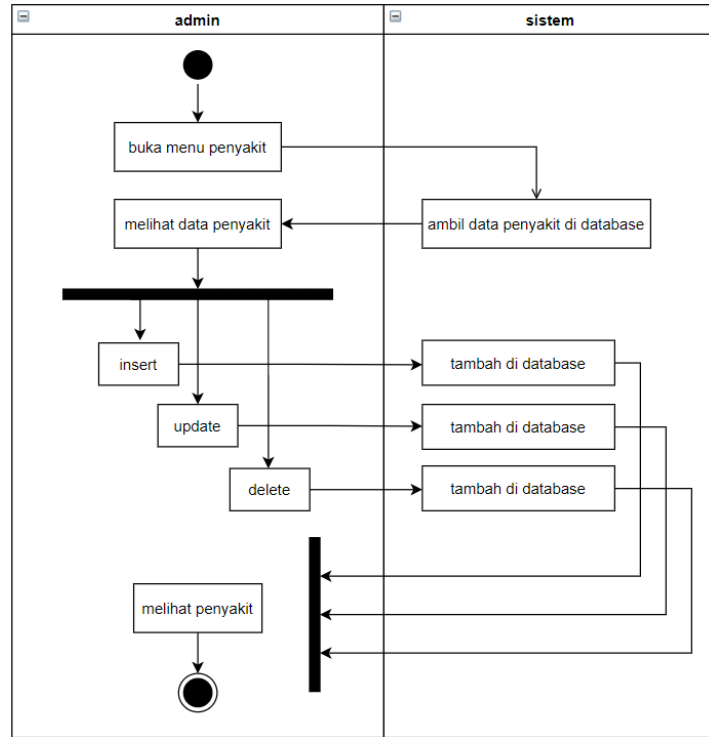 admin
sistem
buka menu penyakit
melihat data penyakit
ambil data penyakit di database
insert
tambah di database
update
tambah di database
delete
tambah di database
melihat penyakit